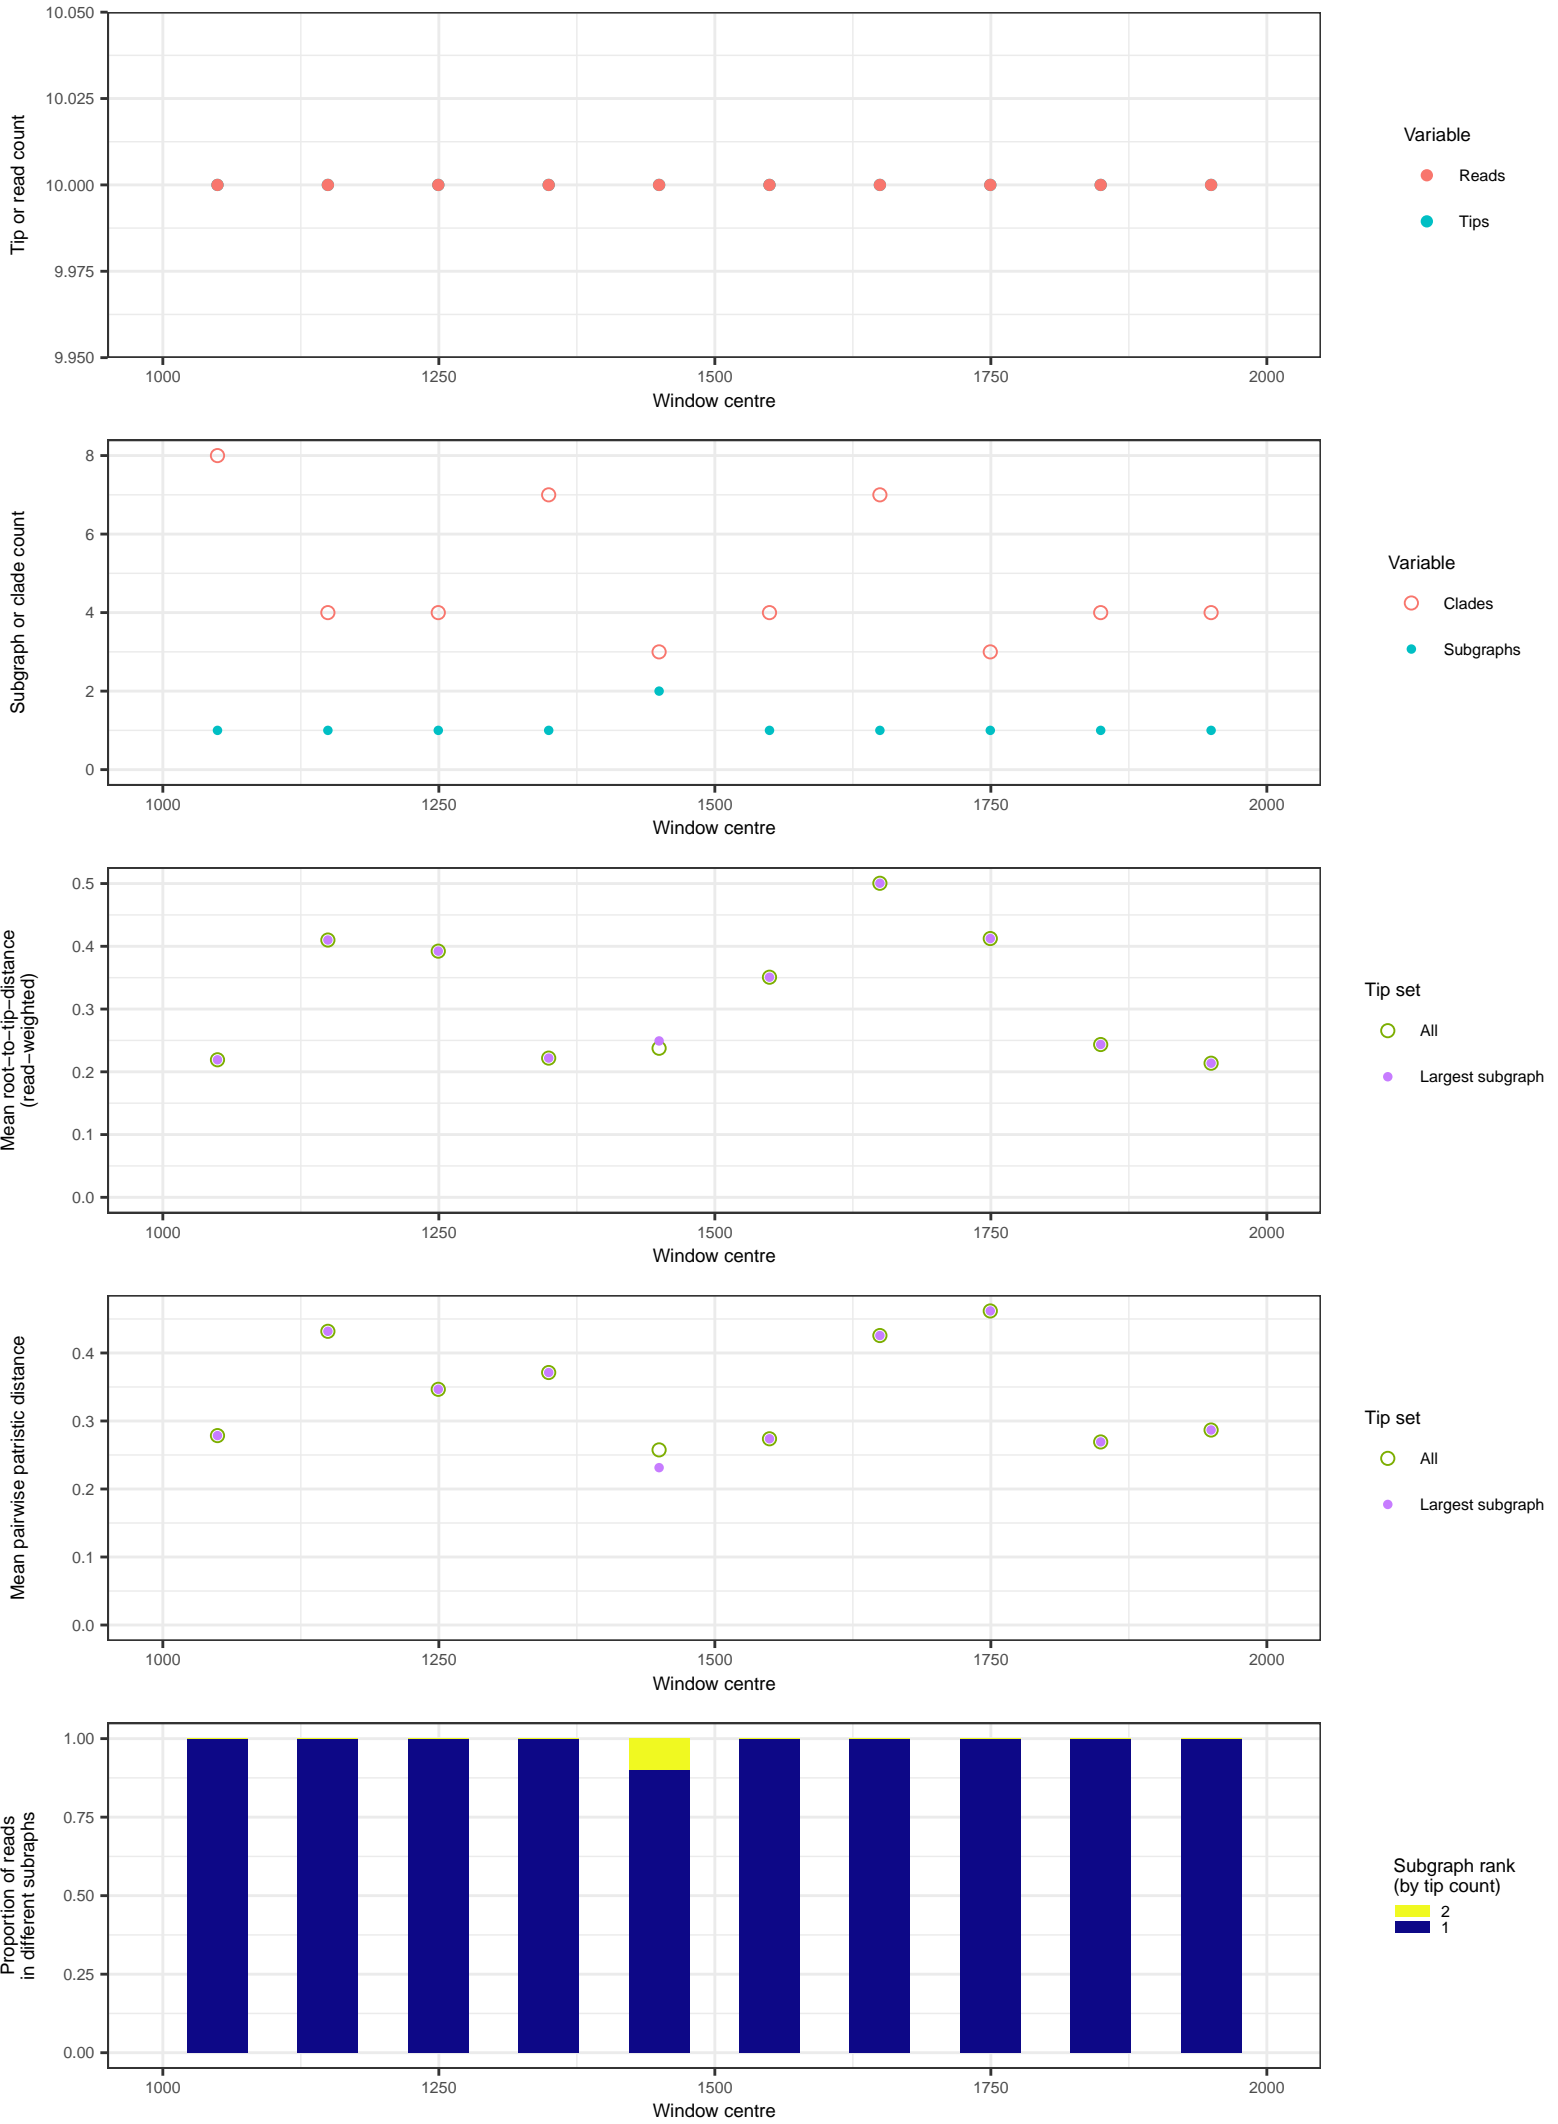 10.050
10.025
10.000
9.975
9.950
Tip or read count
1000 1250 1500 1750 2000
Window centre
Variable
Reads
Tips
8
6
4
2
0
Subgraph or clade count
1000 1250 1500 1750 2000
Window centre
Variable
Clades
Subgraphs
0.5
0.4
0.3
0.2
0.1
0.0
Mean root−to−tip−distance
(read−weighted)
1000 1250 1500 1750 2000
Window centre
Tip set
All
Largest subgraph
0.4
0.3
0.2
0.1
0.0
Mean pairwise patristic distance
1000 1250 1500 1750 2000
Window centre
Tip set
All
Largest subgraph
1.00
0.75
0.50
0.25
0.00
Proportion of reads
in different subraphs
1000 1250 1500 1750 2000
Window centre
Subgraph rank
(by tip count)
2
1